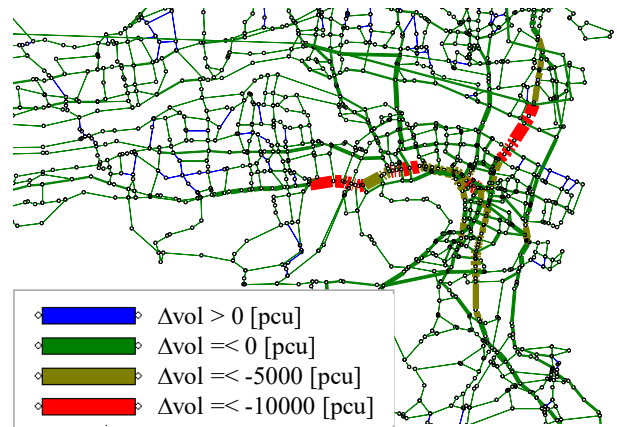 Δvol > 0 [pcu]
Δvol =< 0 [pcu]
Δvol =< -5000 [pcu]
Δvol =< -10000 [pcu]